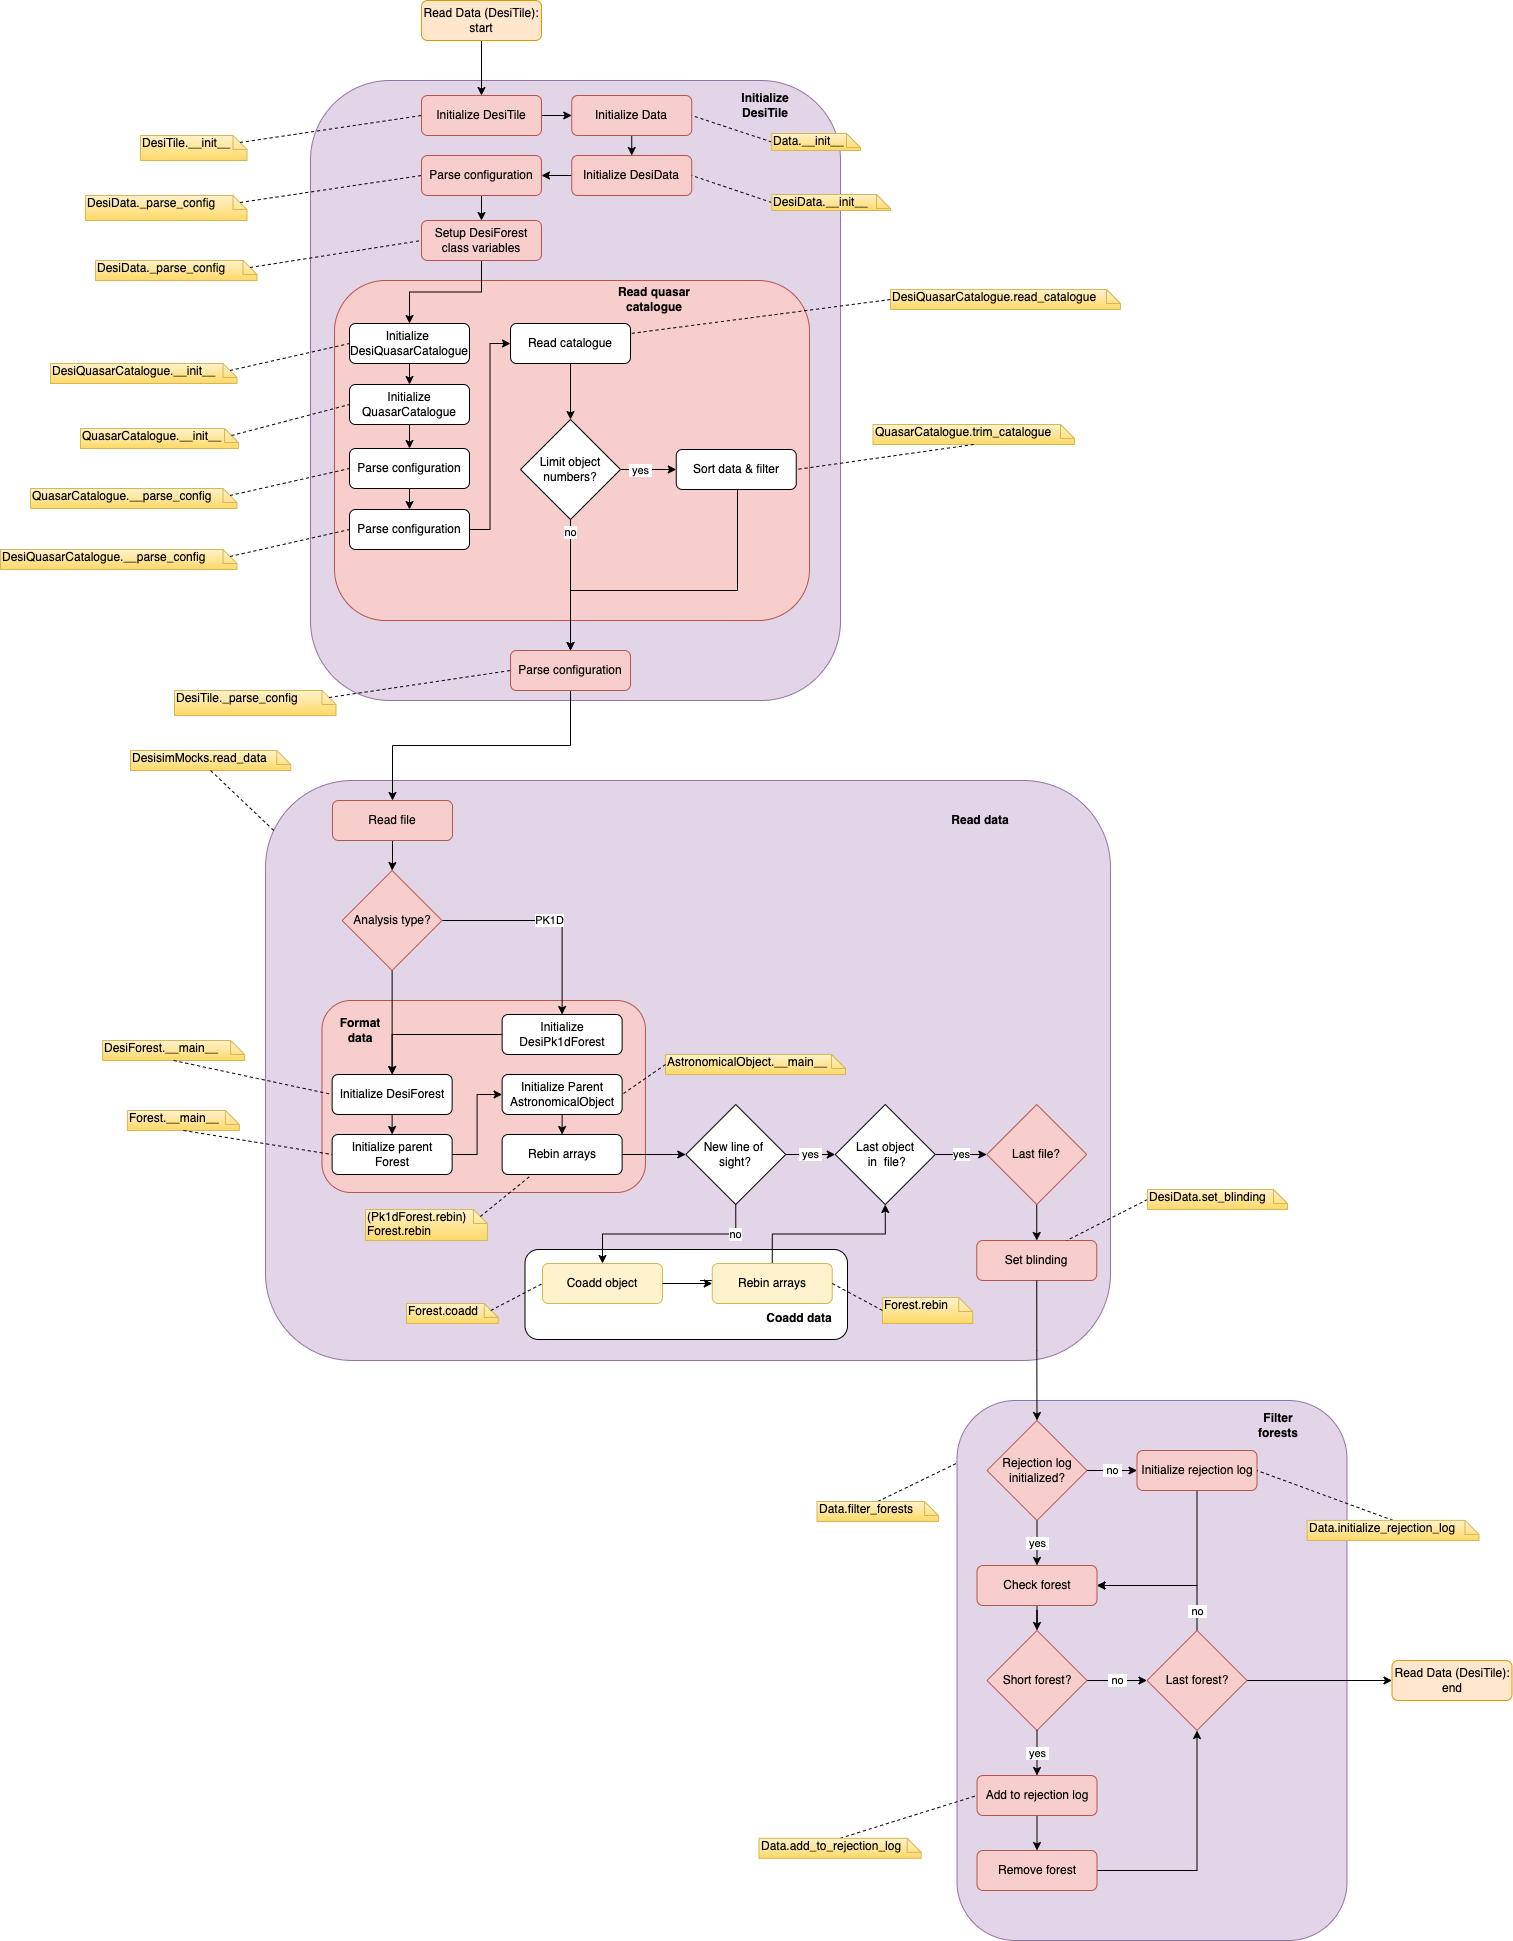 Read Data (DesiTile):
start
Initialize
DesiTile
Initialize DesiTile
Initialize Data
DesiTile.__init__
Data.__init__
Parse configuration
Initialize DesiData
DesiData._parse_config
DesiData.__init__
Setup DesiForest
class variables
DesiData._parse_config
Read quasar
catalogue
DesiQuasarCatalogue.read_catalogue
Initialize
DesiQuasarCatalogue
Read catalogue
DesiQuasarCatalogue.__init__
Initialize
QuasarCatalogue
QuasarCatalogue.__init__
QuasarCatalogue.trim_catalogue
Parse configuration
Limit object
numbers?
yes
Sort data & filter
QuasarCatalogue.__parse_config
Parse configuration
no
DesiQuasarCatalogue.__parse_config
Parse configuration
DesiTile._parse_config
DesisimMocks.read_data
Read file
Read data
Analysis type?
PK1D
Format
data
Initialize
DesiPk1dForest
DesiForest.__main__
AstronomicalObject.__main__
Initialize DesiForest
Initialize Parent
AstronomicalObject
Forest.__main__
Initialize parent
Forest
Rebin arrays
New line of
sight?
yes
Last object
in  file?
yes
Last file?
DesiData.set_blinding
(Pk1dForest.rebin)
Forest.rebin
no
Set blinding
Coadd object
Rebin arrays
Forest.coadd
Forest.rebin
Coadd data
Filter
forests
Rejection log
initialized?
no
Initialize rejection log
Data.filter_forests
Data.initialize_rejection_log
yes
Check forest
no
Short forest?
no
Last forest?
Read Data (DesiTile):
end
yes
Add to rejection log
Data.add_to_rejection_log
Remove forest